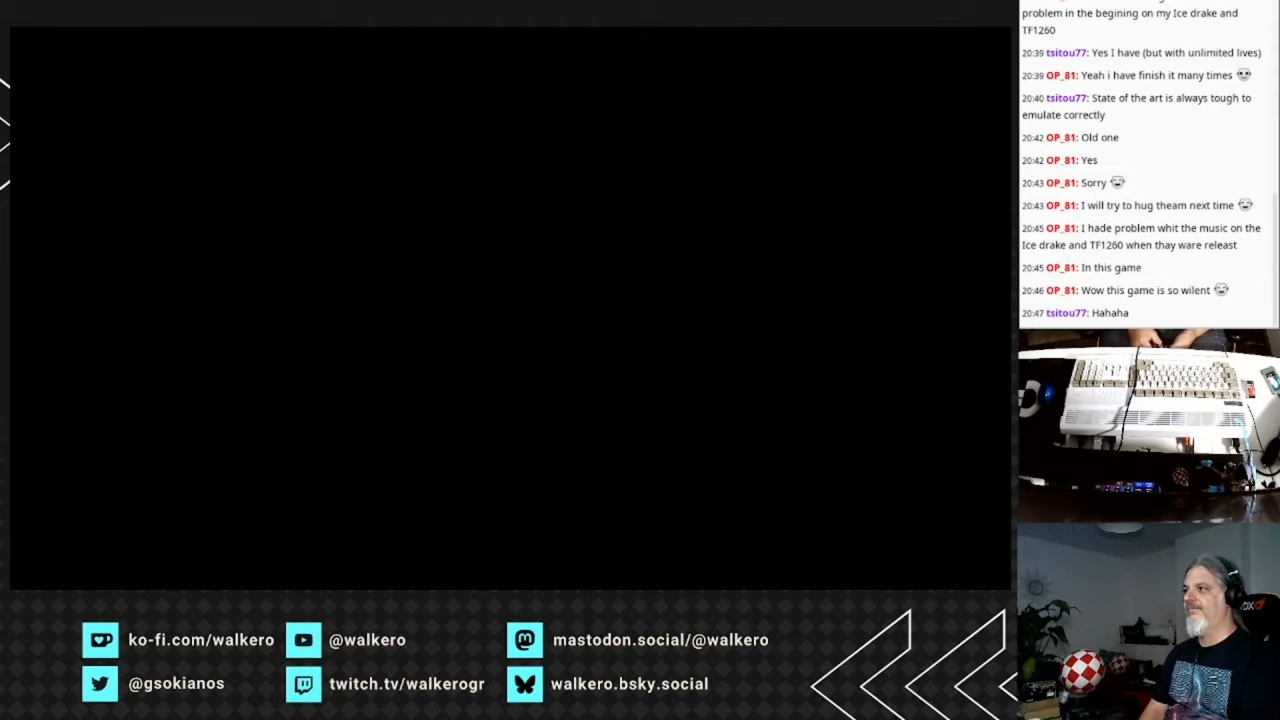 problem in the begining on my Ice drake and
TF1260
20:39 tsitou77: Yes I have (but with unlimited lives)
20:39 OP_81: Yeah i have finish it many times
20:40 tsitou77: State of the art is always tough to
emulate correctly
20:42 OP_81: Old one
20:42 OP_81: Yes
20:43 OP_81: Sorry
20:43 OP_81: I will try to hug theam next time
20:45 OP_81: I hade problem whit the music on the
Ice drake and TF1260 when thay ware releast
20:45 OP_81: In this game
20:46 OP_81: Wow this game is so wilent
20:47 tsitou77: Hahaha
ko-fi.com/walkero
@walkero
mastodon.social/@walkero
@gsokianos
twitch.tv/walkerogr
walkero.bsky.social